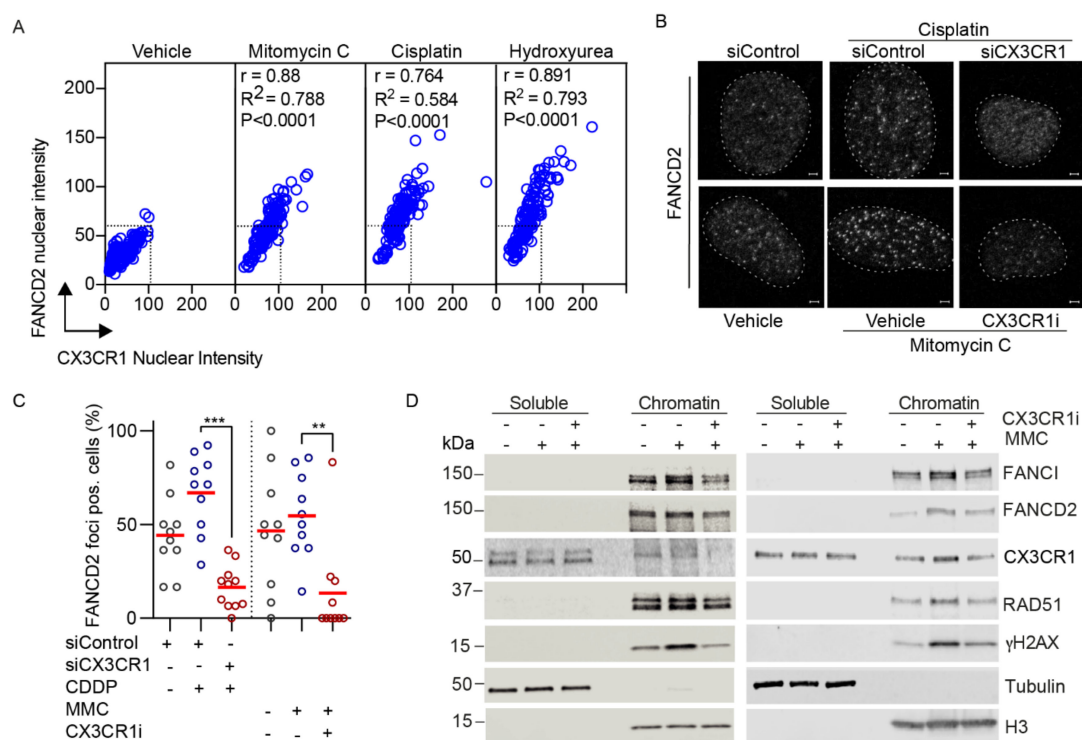 A
Vehicle Mitomycin C Cisplatin Hydroxyurea
r = 0.88 r = 0.764 r = 0.891
R2 = 0.788 R2 = 0.584 R2 = 0.793
P<0.0001 P<0.0001 P<0.0001
FANCD2 nuclear intensity
200
150
100
50
0
0 100 200 0 100 200 0 100 200 0 100 200
CX3CR1 Nuclear Intensity
B
Cisplatin
siControl siControl siCX3CR1
FANCD2
Vehicle Vehicle CX3CR1i
Mitomycin C
C
FANCD2 foci pos. cells (%)
100
50
0
*** **
siControl + + -
siCX3CR1 - - +
CDDP - + +
MMC - + +
CX3CR1i - - +
D
Soluble Chromatin Soluble Chromatin
- - + - - + - - + - - + CX3CR1i
kDa - + + - + + - + + - + + MMC
150 FANCI
150 FANCD2
50 CX3CR1
37 RAD51
15 γH2AX
50 Tubulin
15 H3